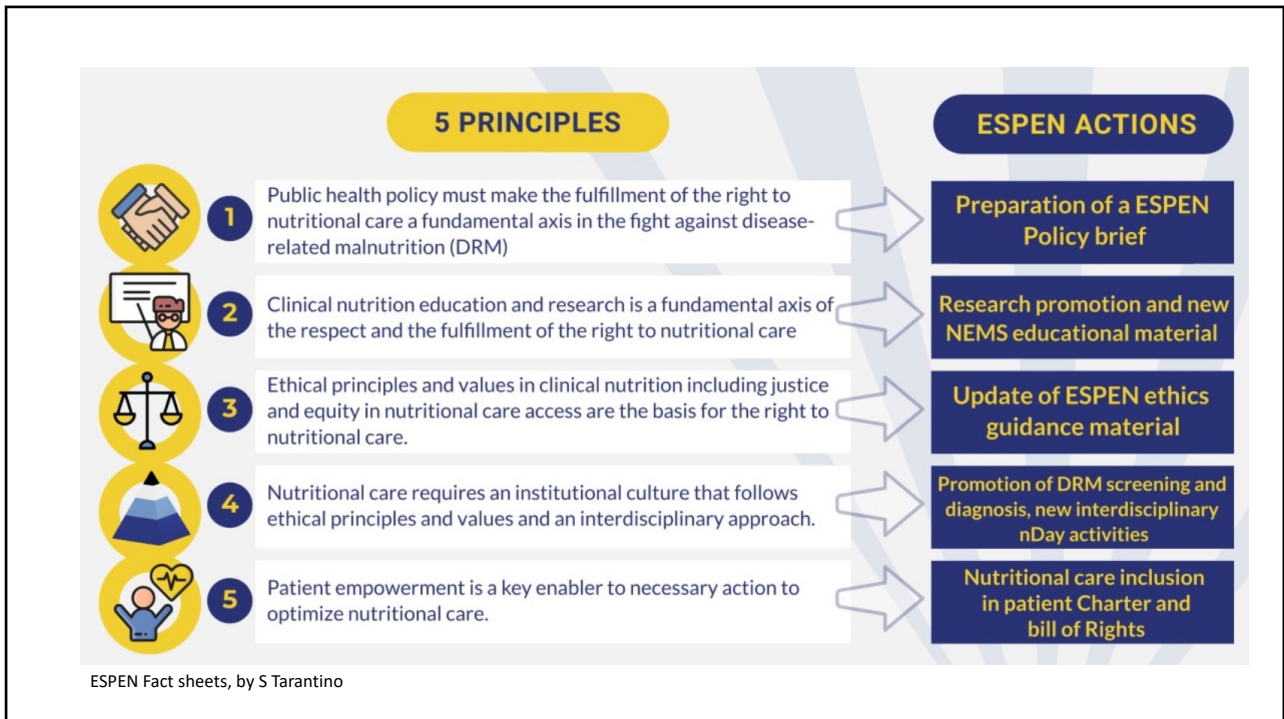 5 PRINCIPLES
ESPEN ACTIONS
1
Public health policy must make the fulfillment of the right to
nutritional care a fundamental axis in the fight against disease-
related malnutrition (DRM)
Preparation of a ESPEN
Policy brief
2
Clinical nutrition education and research is a fundamental axis of
the respect and the fulfillment of the right to nutritional care
Research promotion and new
NEMS educational material
3
Ethical principles and values in clinical nutrition including justice
and equity in nutritional care access are the basis for the right to
nutritional care.
Update of ESPEN ethics
guidance material
4
Nutritional care requires an institutional culture that follows
ethical principles and values and an interdisciplinary approach.
Promotion of DRM screening and
diagnosis, new interdisciplinary
nDay activities
5
Patient empowerment is a key enabler to necessary action to
optimize nutritional care.
Nutritional care inclusion
in patient Charter and
bill of Rights
ESPEN Fact sheets, by S Tarantino